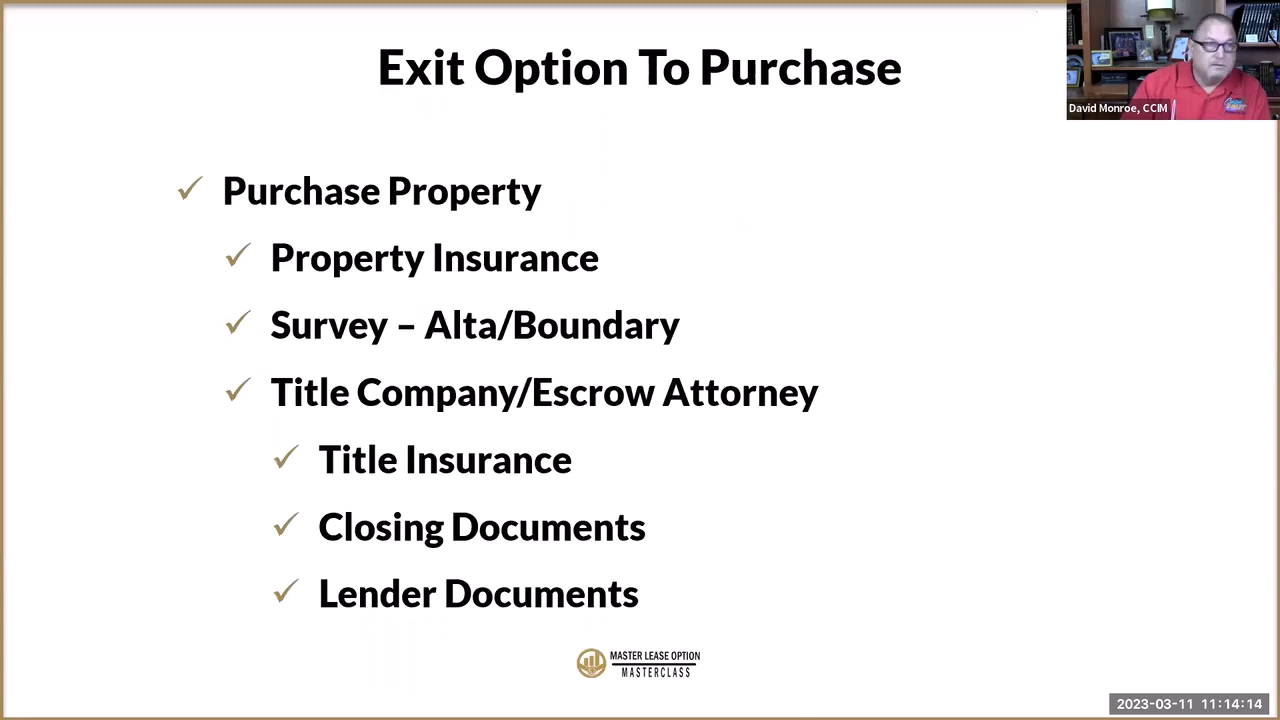 Exit Option To Purchase
David Monroe, CCIM
Purchase Property
Property Insurance
Survey – Alta/Boundary
Title Company/Escrow Attorney
Title Insurance
Closing Documents
Lender Documents
MASTER LEASE OPTION
MASTERCLASS
2023-03-11 11:14:14